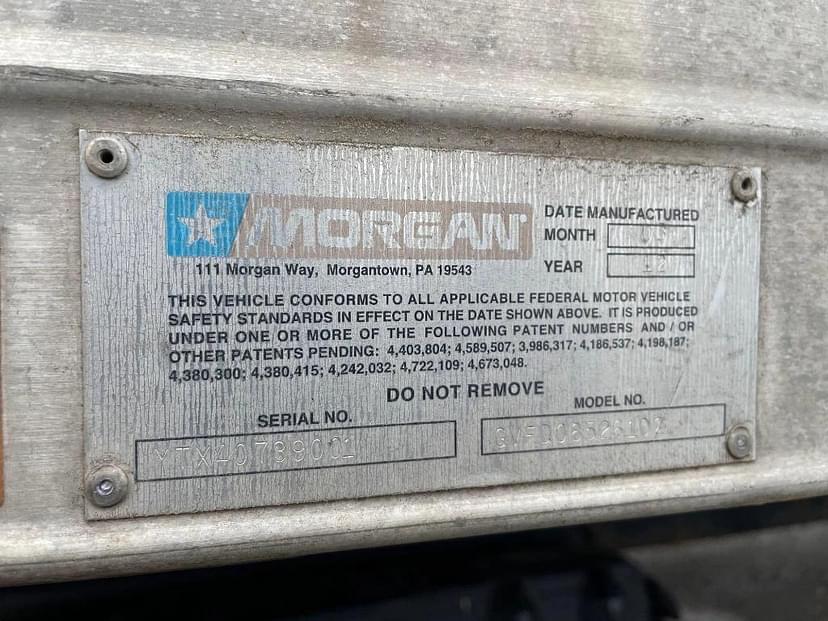 MORGAN
111 Morgan Way, Morgantown, PA 19543
DATE MANUFACTURED
MONTH
YEAR 12
THIS VEHICLE CONFORMS TO ALL APPLICABLE FEDERAL MOTOR VEHICLE
SAFETY STANDARDS IN EFFECT ON THE DATE SHOWN ABOVE. IT IS PRODUCED
UNDER ONE OR MORE OF THE FOLLOWING PATENT NUMBERS AND / OR
OTHER PATENTS PENDING: 4,403,804; 4,589,507; 3,986,317; 4,186,537; 4,198,187;
4,380,300; 4,380,415; 4,242,032; 4,722,109; 4,673,048.
DO NOT REMOVE
SERIAL NO.
MODEL NO.